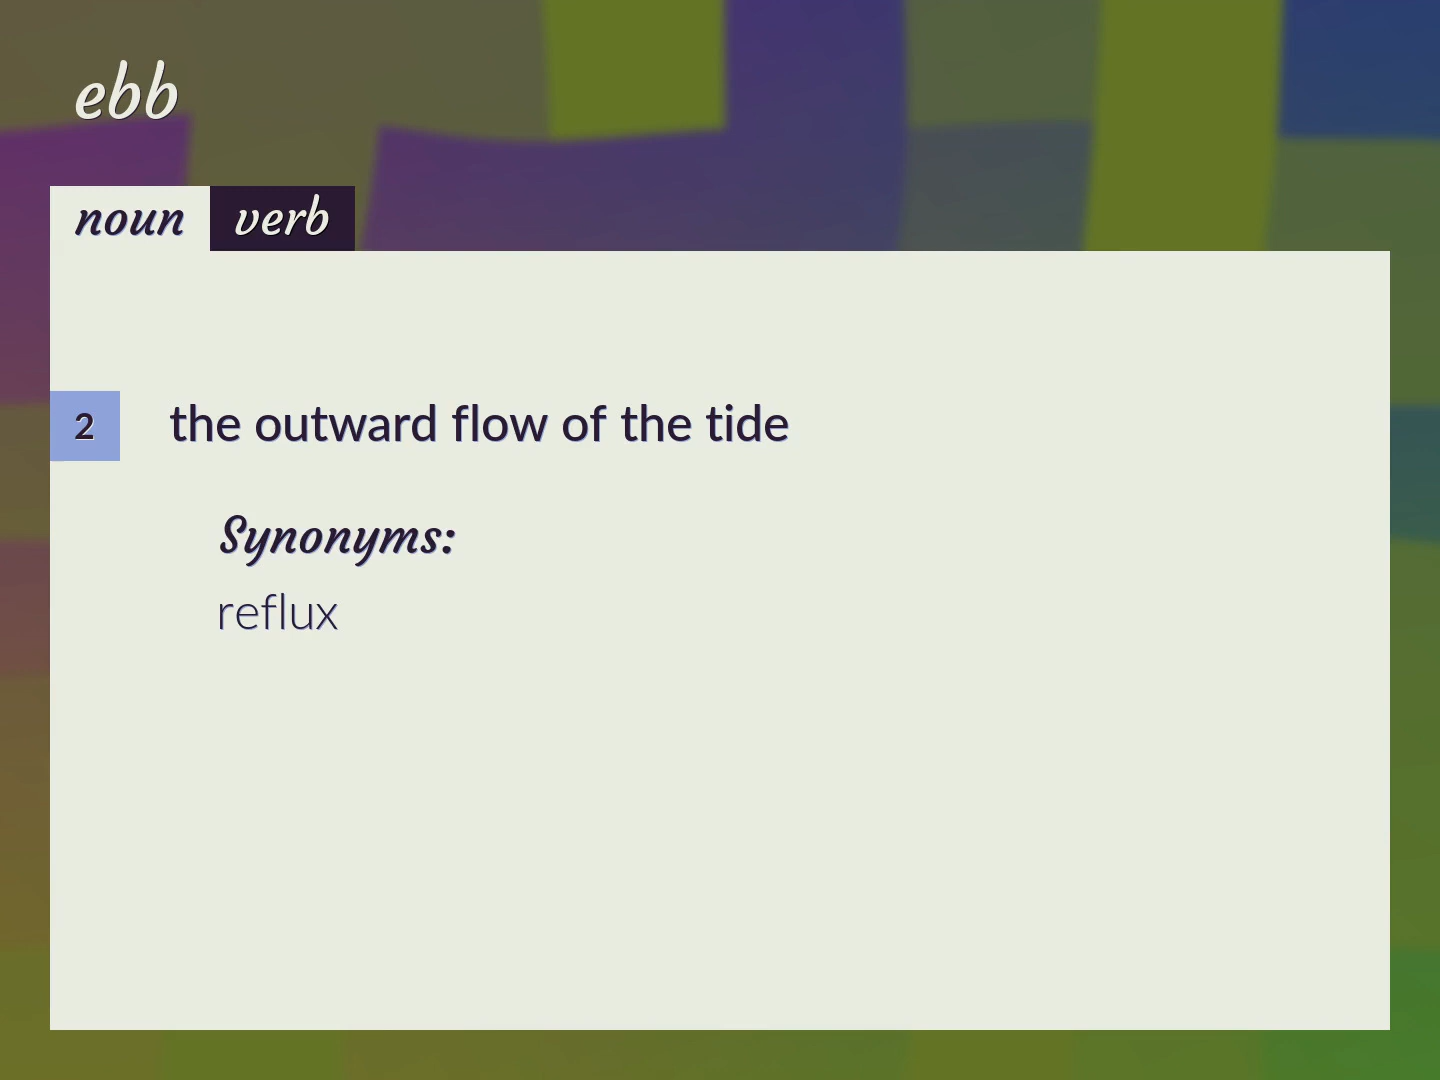 ebb
noun verb
2 the outward flow of the tide
Synonyms:
reflux